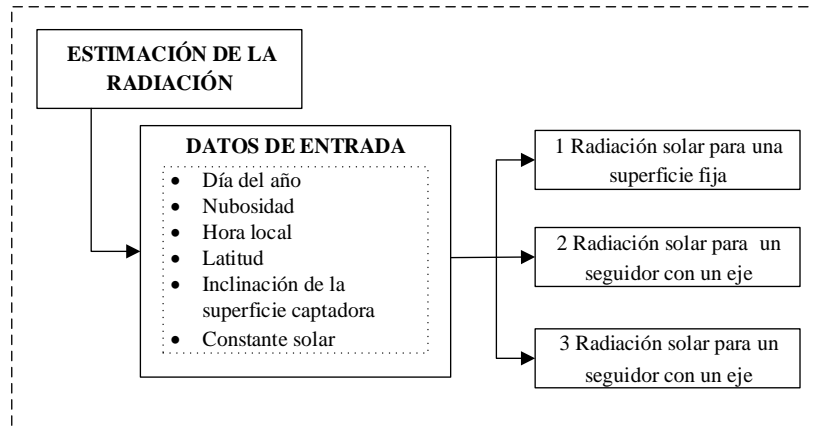 ESTIMACIÓN DE LA
RADIACIÓN
DATOS DE ENTRADA
• Día del año
• Nubosidad
• Hora local
• Latitud
• Inclinación de la
superficie captadora
• Constante solar
1 Radiación solar para una
superficie fija
2 Radiación solar para un
seguidor con un eje
3 Radiación solar para un
seguidor con un eje